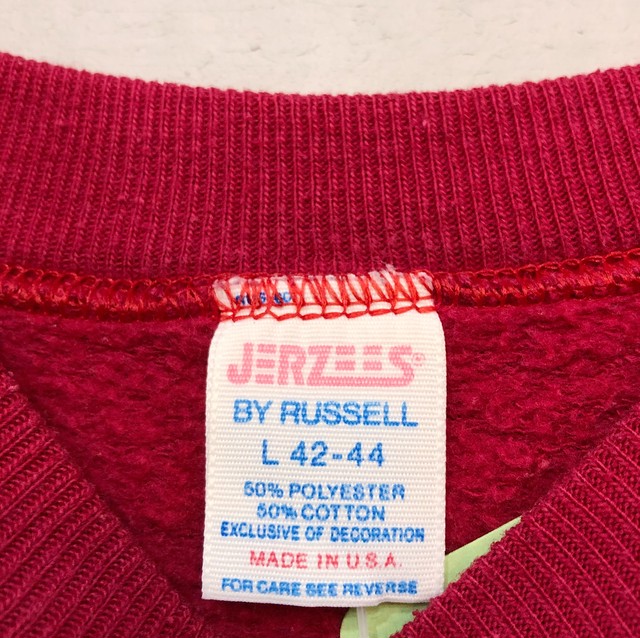 JERZEES®
BY RUSSELL
L 42-44
50% POLYESTER
50% COTTON
EXCLUSIVE OF DECORATION
MADE IN U.S.A.
FOR CARE SEE REVERSE